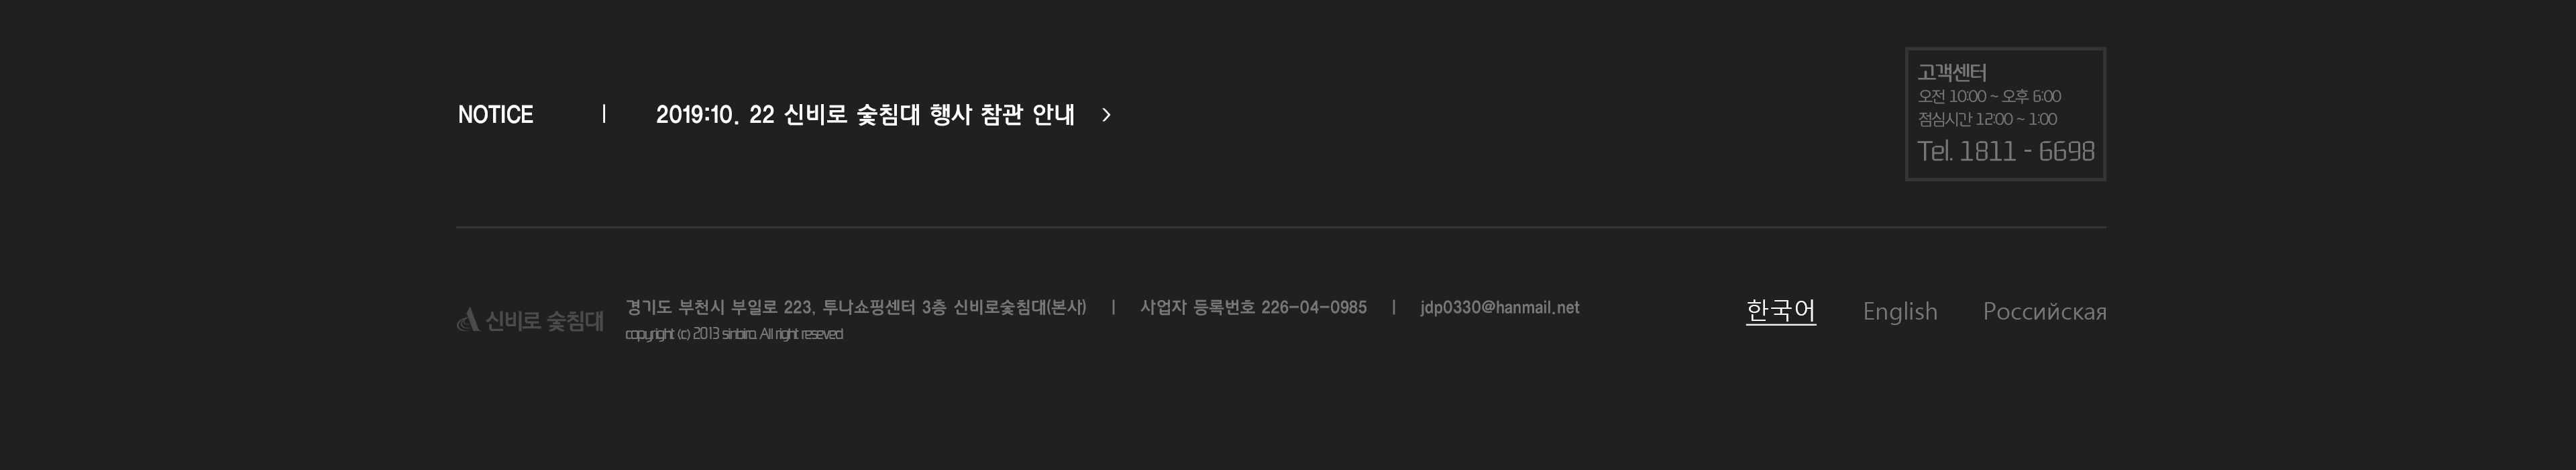 NOTICE | 2019:10. 22 신비로 숯침대 행사 참관 안내 >
고객센터
오전 10:00 ~ 오후 6:00
점심시간 12:00 ~ 1:00
Tel. 1811 - 6698
신비로 숯침대
경기도 부천시 부일로 223, 투나쇼핑센터 3층 신비로숯침대(본사) | 사업자 등록번호 226-04-0985 | jdp0330@hanmail.net
copyright (c) 2013 sinbiro. All right reseved
한국어 English Российская